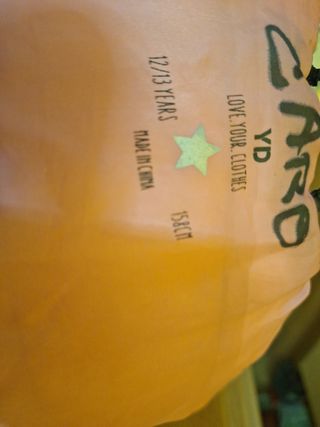 CARO
YD
LOVE.YOUR.CLOTHES
12/13 YEARS
158CM
MADE IN CHINA